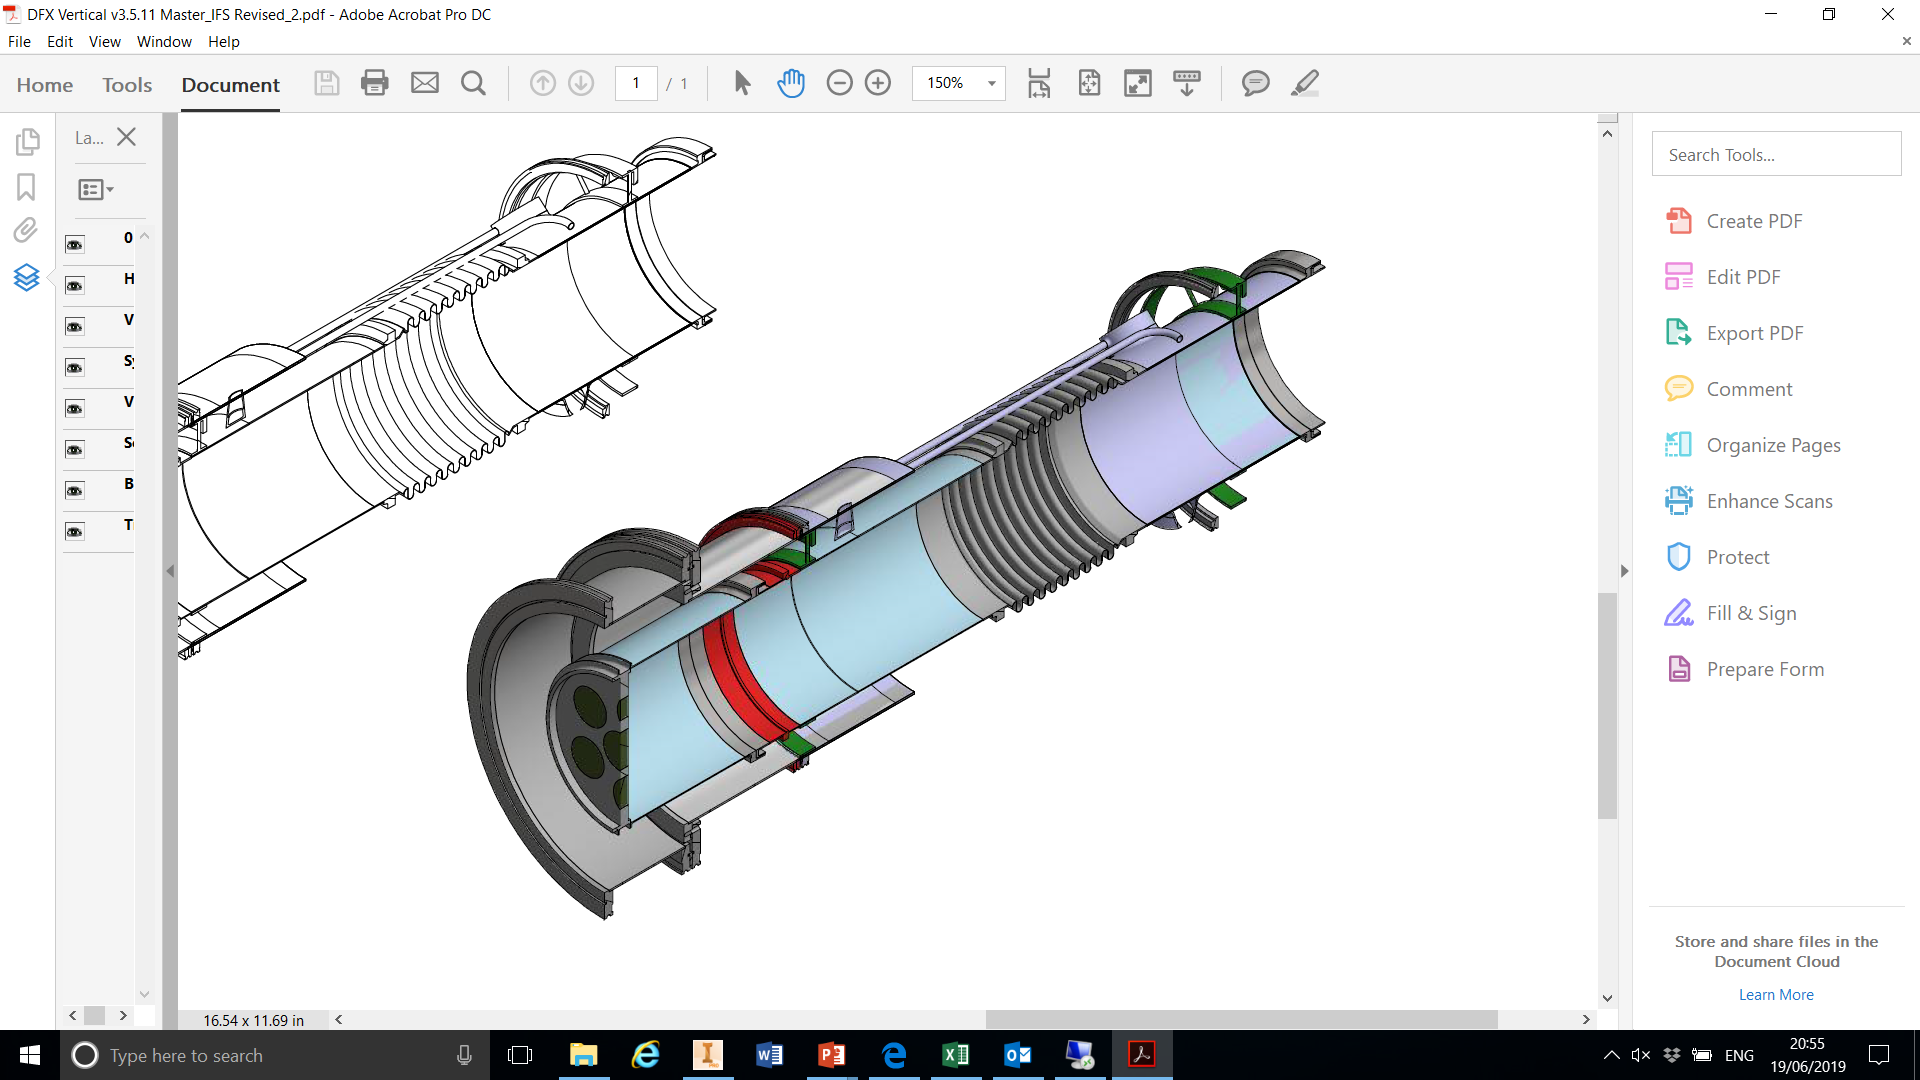 DFX Vertical v3.5.11 Master_IFS Revised_2.pdf - Adobe Acrobat Pro DC
File Edit View Window Help
Home Tools Document 1 / 1 150%
La...
0
H
V
Sy
V
Se
B
Ti
Search Tools...
Create PDF
Edit PDF
Export PDF
Comment
Organize Pages
Enhance Scans
Protect
Fill & Sign
Prepare Form
Store and share files in the
Document Cloud
Learn More
16.54 x 11.69 in
Type here to search
ENG
20:55
19/06/2019